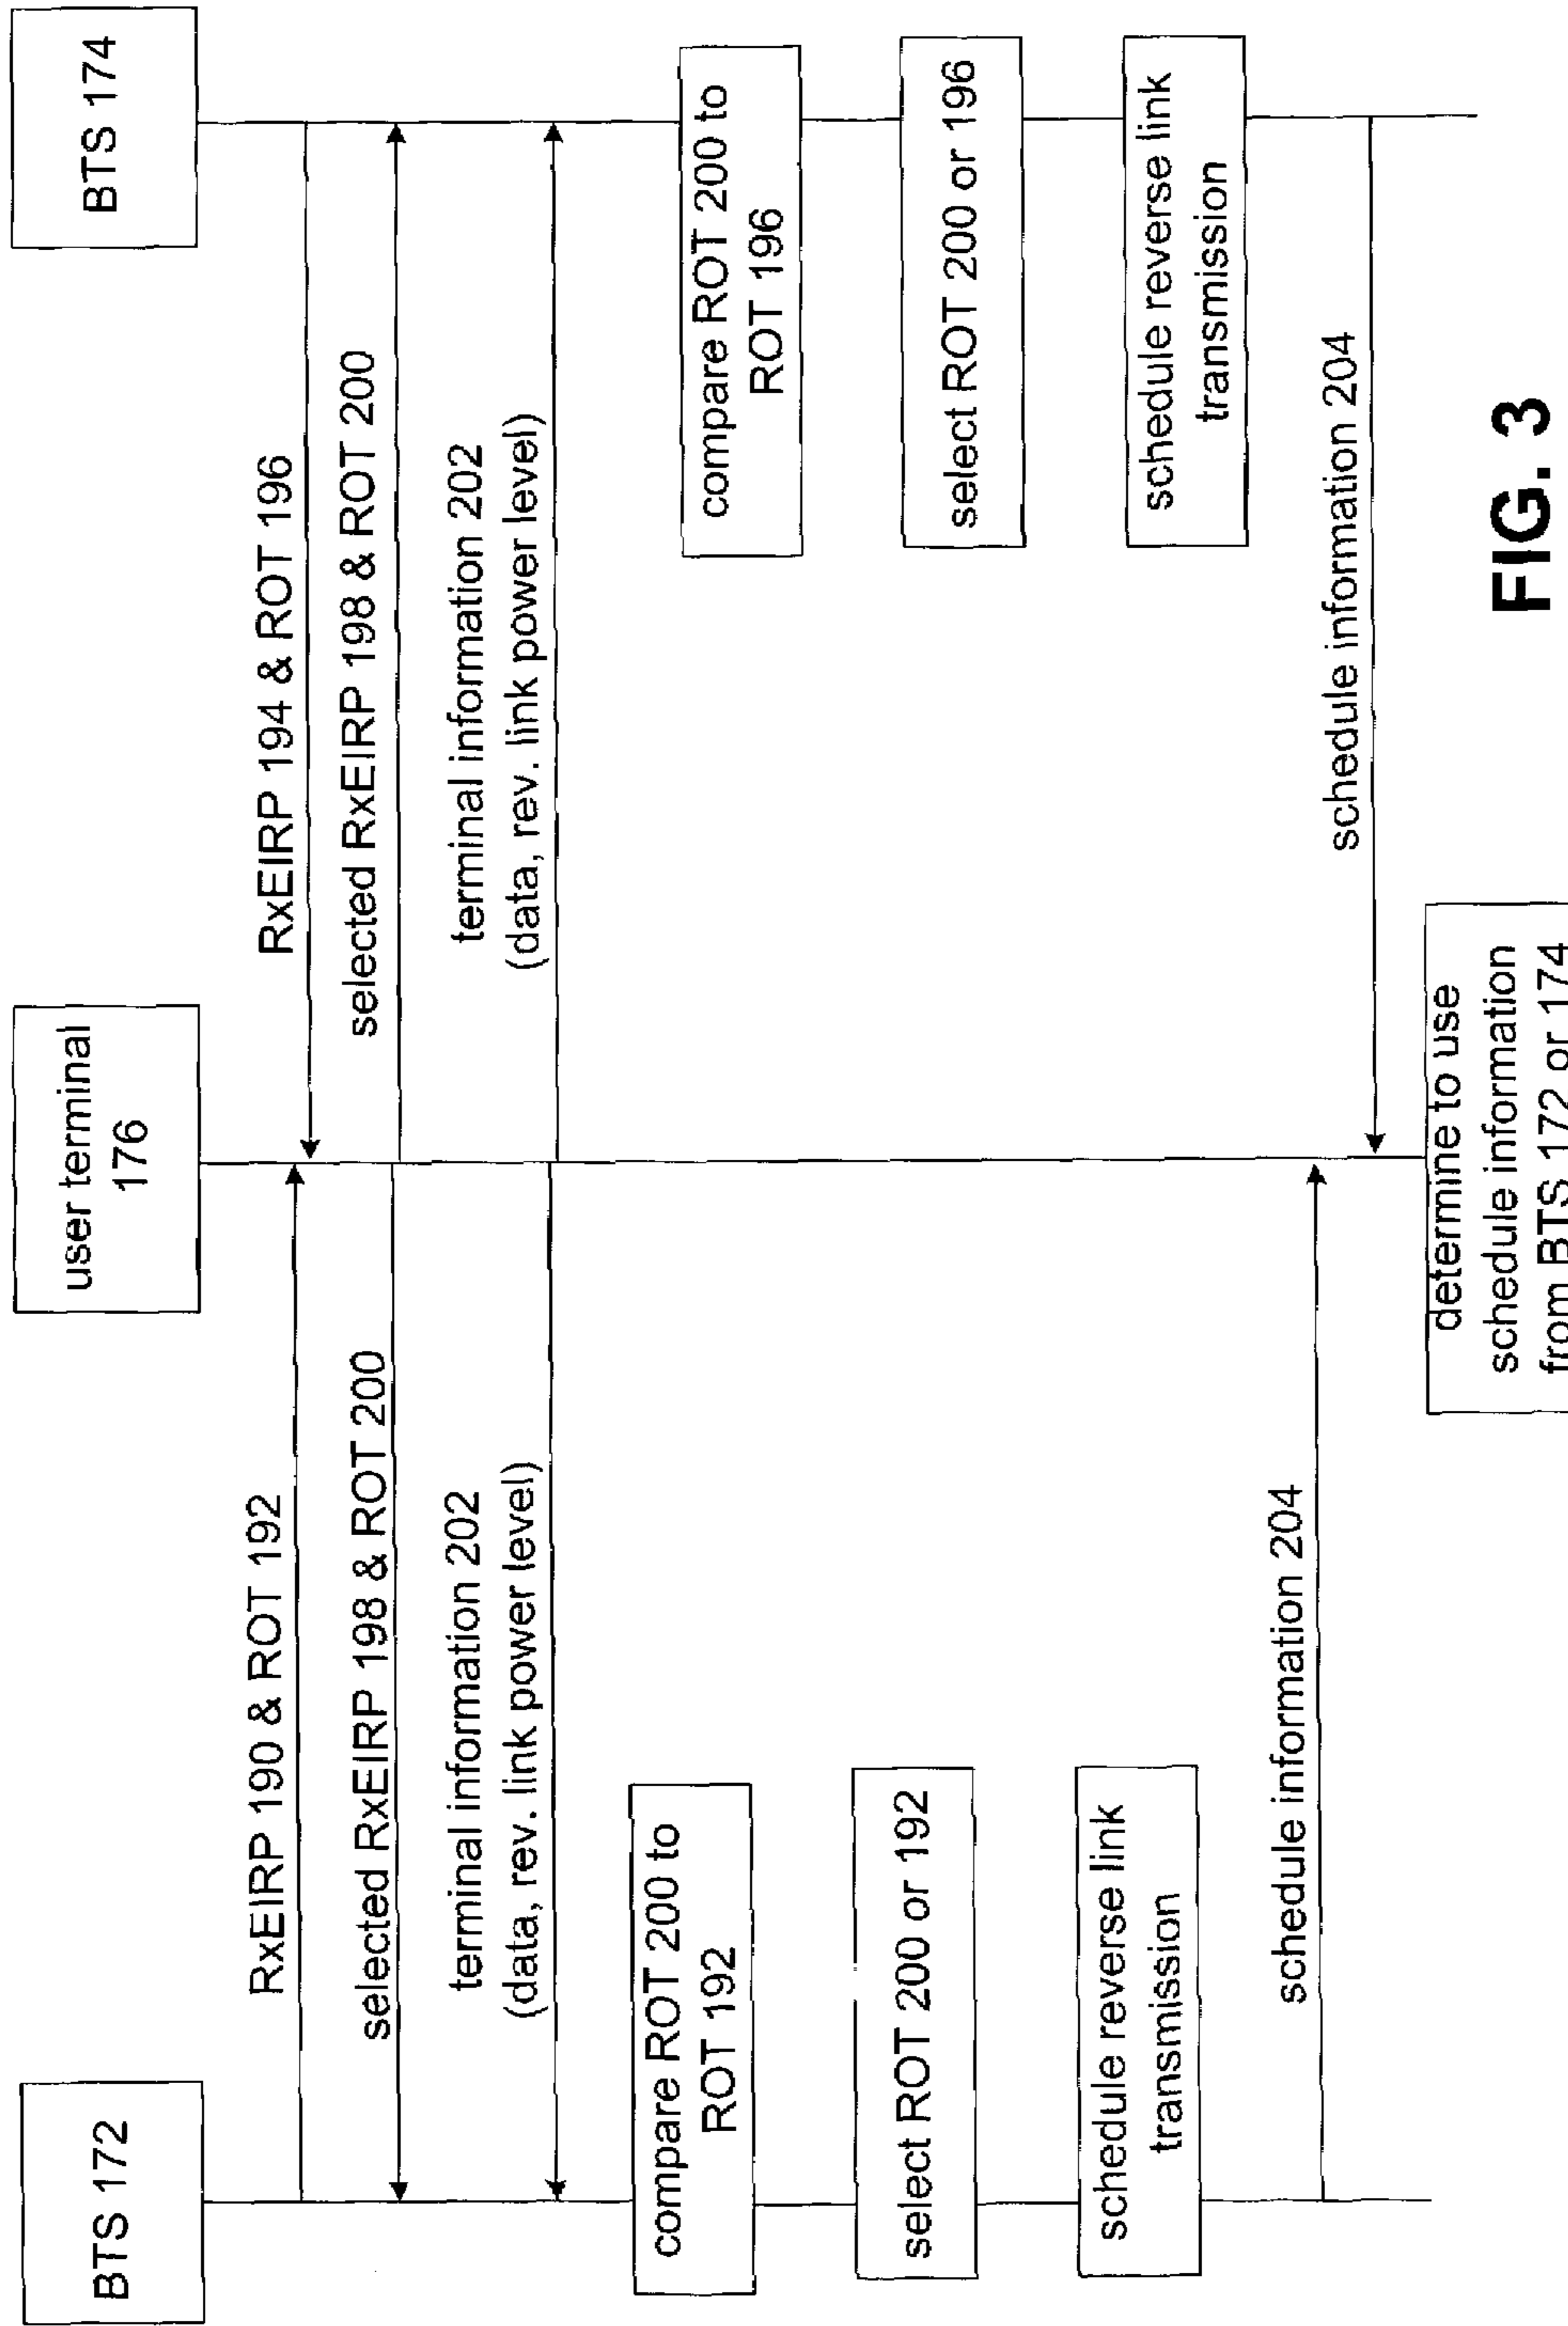 BTS 172
user terminal
176
BTS 174
RxEIRP 190 & ROT 192
RxEIRP 194 & ROT 196
selected RxEIRP 198 & ROT 200
selected RxEIRP 198 & ROT 200
terminal information 202
(data, rev. link power level)
terminal information 202
(data, rev. link power level)
compare ROT 200 to
ROT 192
compare ROT 200 to
ROT 196
select ROT 200 or 192
select ROT 200 or 196
schedule reverse link
transmission
schedule reverse link
transmission
schedule information 204
schedule information 204
determine to use
schedule information
from BTS 172 or 174
FIG. 3